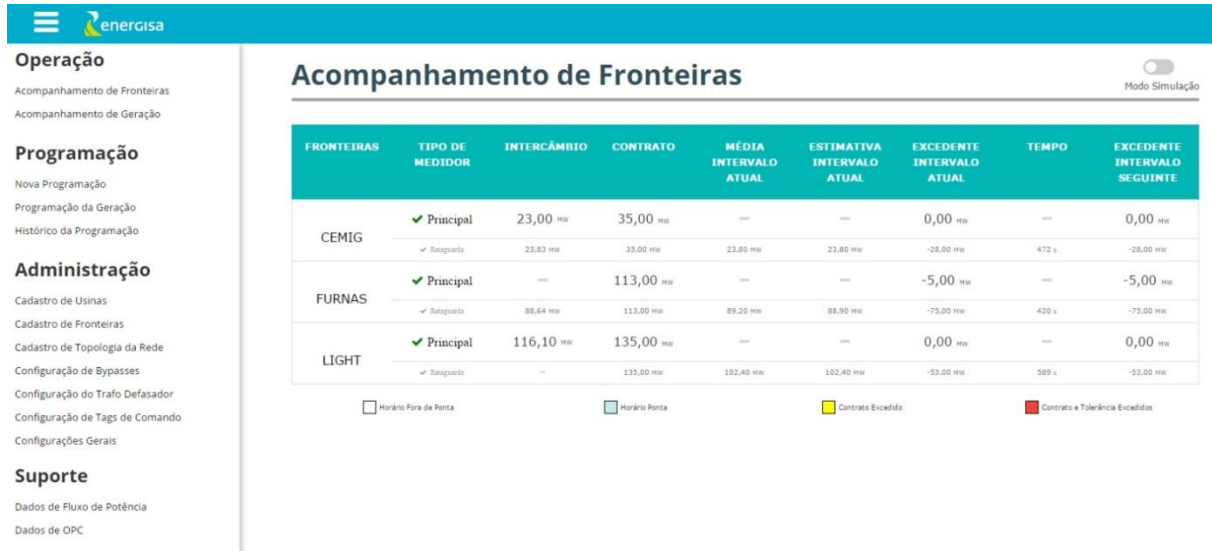 energisa
Operação
Acompanhamento de Fronteiras
Acompanhamento de Geração
Programação
Nova Programação
Programação da Geração
Histórico da Programação
Administração
Cadastro de Usinas
Cadastro de Fronteiras
Cadastro de Topologia da Rede
Configuração de Bypasses
Configuração do Trafo Defasador
Configuração de Tags de Comando
Configurações Gerais
Suporte
Dados de Fluxo de Potência
Dados de OPC
Acompanhamento de Fronteiras
Modo Simulação
FRONTEIRAS TIPO DE MEDIDOR INTERCÂMBIO CONTRATO MÉDIA INTERVALO ATUAL ESTIMATIVA INTERVALO ATUAL EXCEDENTE INTERVALO ATUAL TEMPO EXCEDENTE INTERVALO SEGUINTE
CEMIG
✔ Principal 23,00 MW 35,00 MW — — 0,00 MW — 0,00 MW
✔ Retaguarda 23,83 MW 35,00 MW 23,80 MW 23,80 MW -28,00 MW 472 s -28,00 MW
FURNAS
✔ Principal — 113,00 MW — — -5,00 MW — -5,00 MW
✔ Retaguarda 88,64 MW 113,00 MW 89,20 MW 88,90 MW -75,00 MW 420 s -75,00 MW
LIGHT
✔ Principal 116,10 MW 135,00 MW — — 0,00 MW — 0,00 MW
✔ Retaguarda — 135,00 MW 102,40 MW 102,40 MW -53,00 MW 589 s -53,00 MW
Horário Fora de Ponta Horário Ponta Contrato Excedido Contrato e Tolerância Excedidos